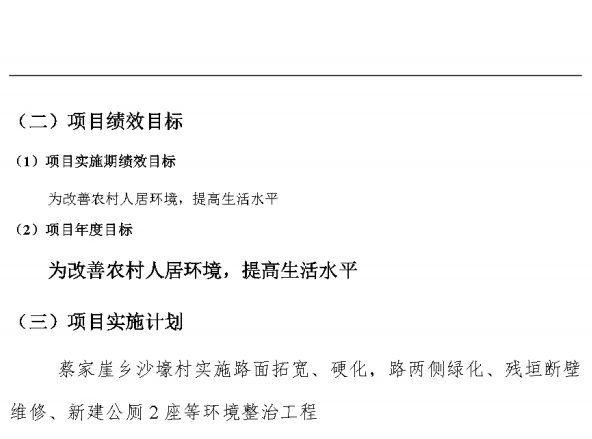 （二）项目绩效目标
（1）项目实施期绩效目标
为改善农村人居环境，提高生活水平
（2）项目年度目标
为改善农村人居环境，提高生活水平
（三）项目实施计划
蔡家崖乡沙壕村实施路面拓宽、硬化，路两侧绿化、残垣断壁
维修、新建公厕 2 座等环境整治工程